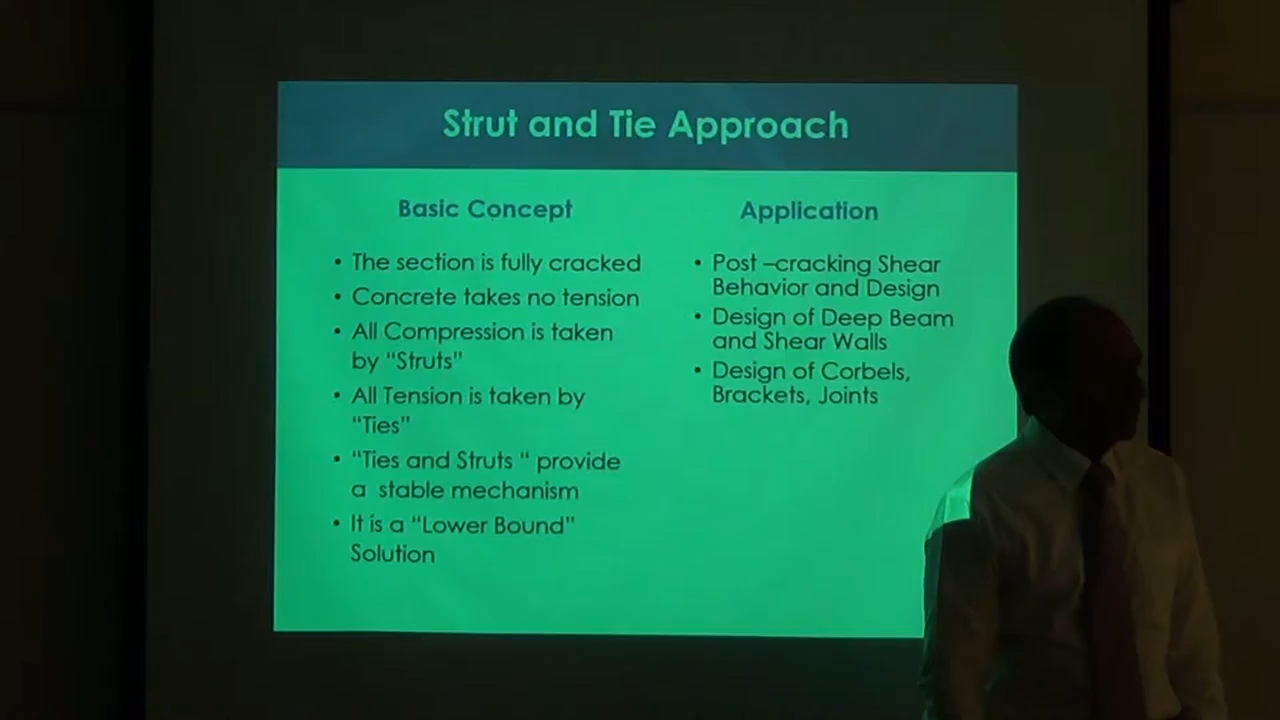 Strut and Tie Approach
Basic Concept
• The section is fully cracked
• Concrete takes no tension
• All Compression is taken
by “Struts”
• All Tension is taken by
“Ties”
• “Ties and Struts “ provide
a stable mechanism
• It is a “Lower Bound”
Solution
Application
• Post –cracking Shear
Behavior and Design
• Design of Deep Beam
and Shear Walls
• Design of Corbels,
Brackets, Joints